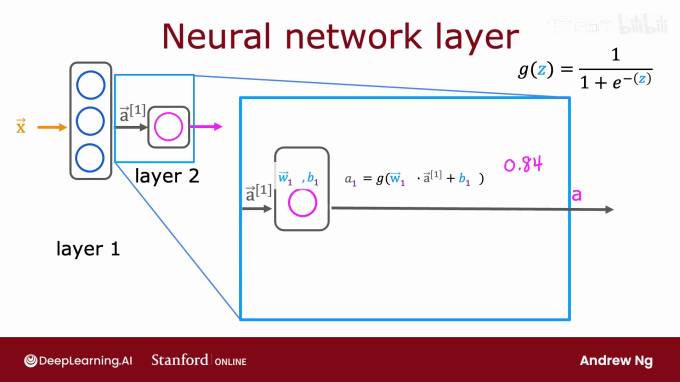 Neural network layer
g(z) = 1 / (1 + e^{-(z)})
x⃗
a⃗^{[1]}
layer 2
layer 1
a⃗^{[1]}
w⃗₁ , b₁
a₁ = g(w⃗₁ · a⃗^{[1]} + b₁ )
0.84
a
DeepLearning.AI
Stanford | ONLINE
Andrew Ng
bilibili